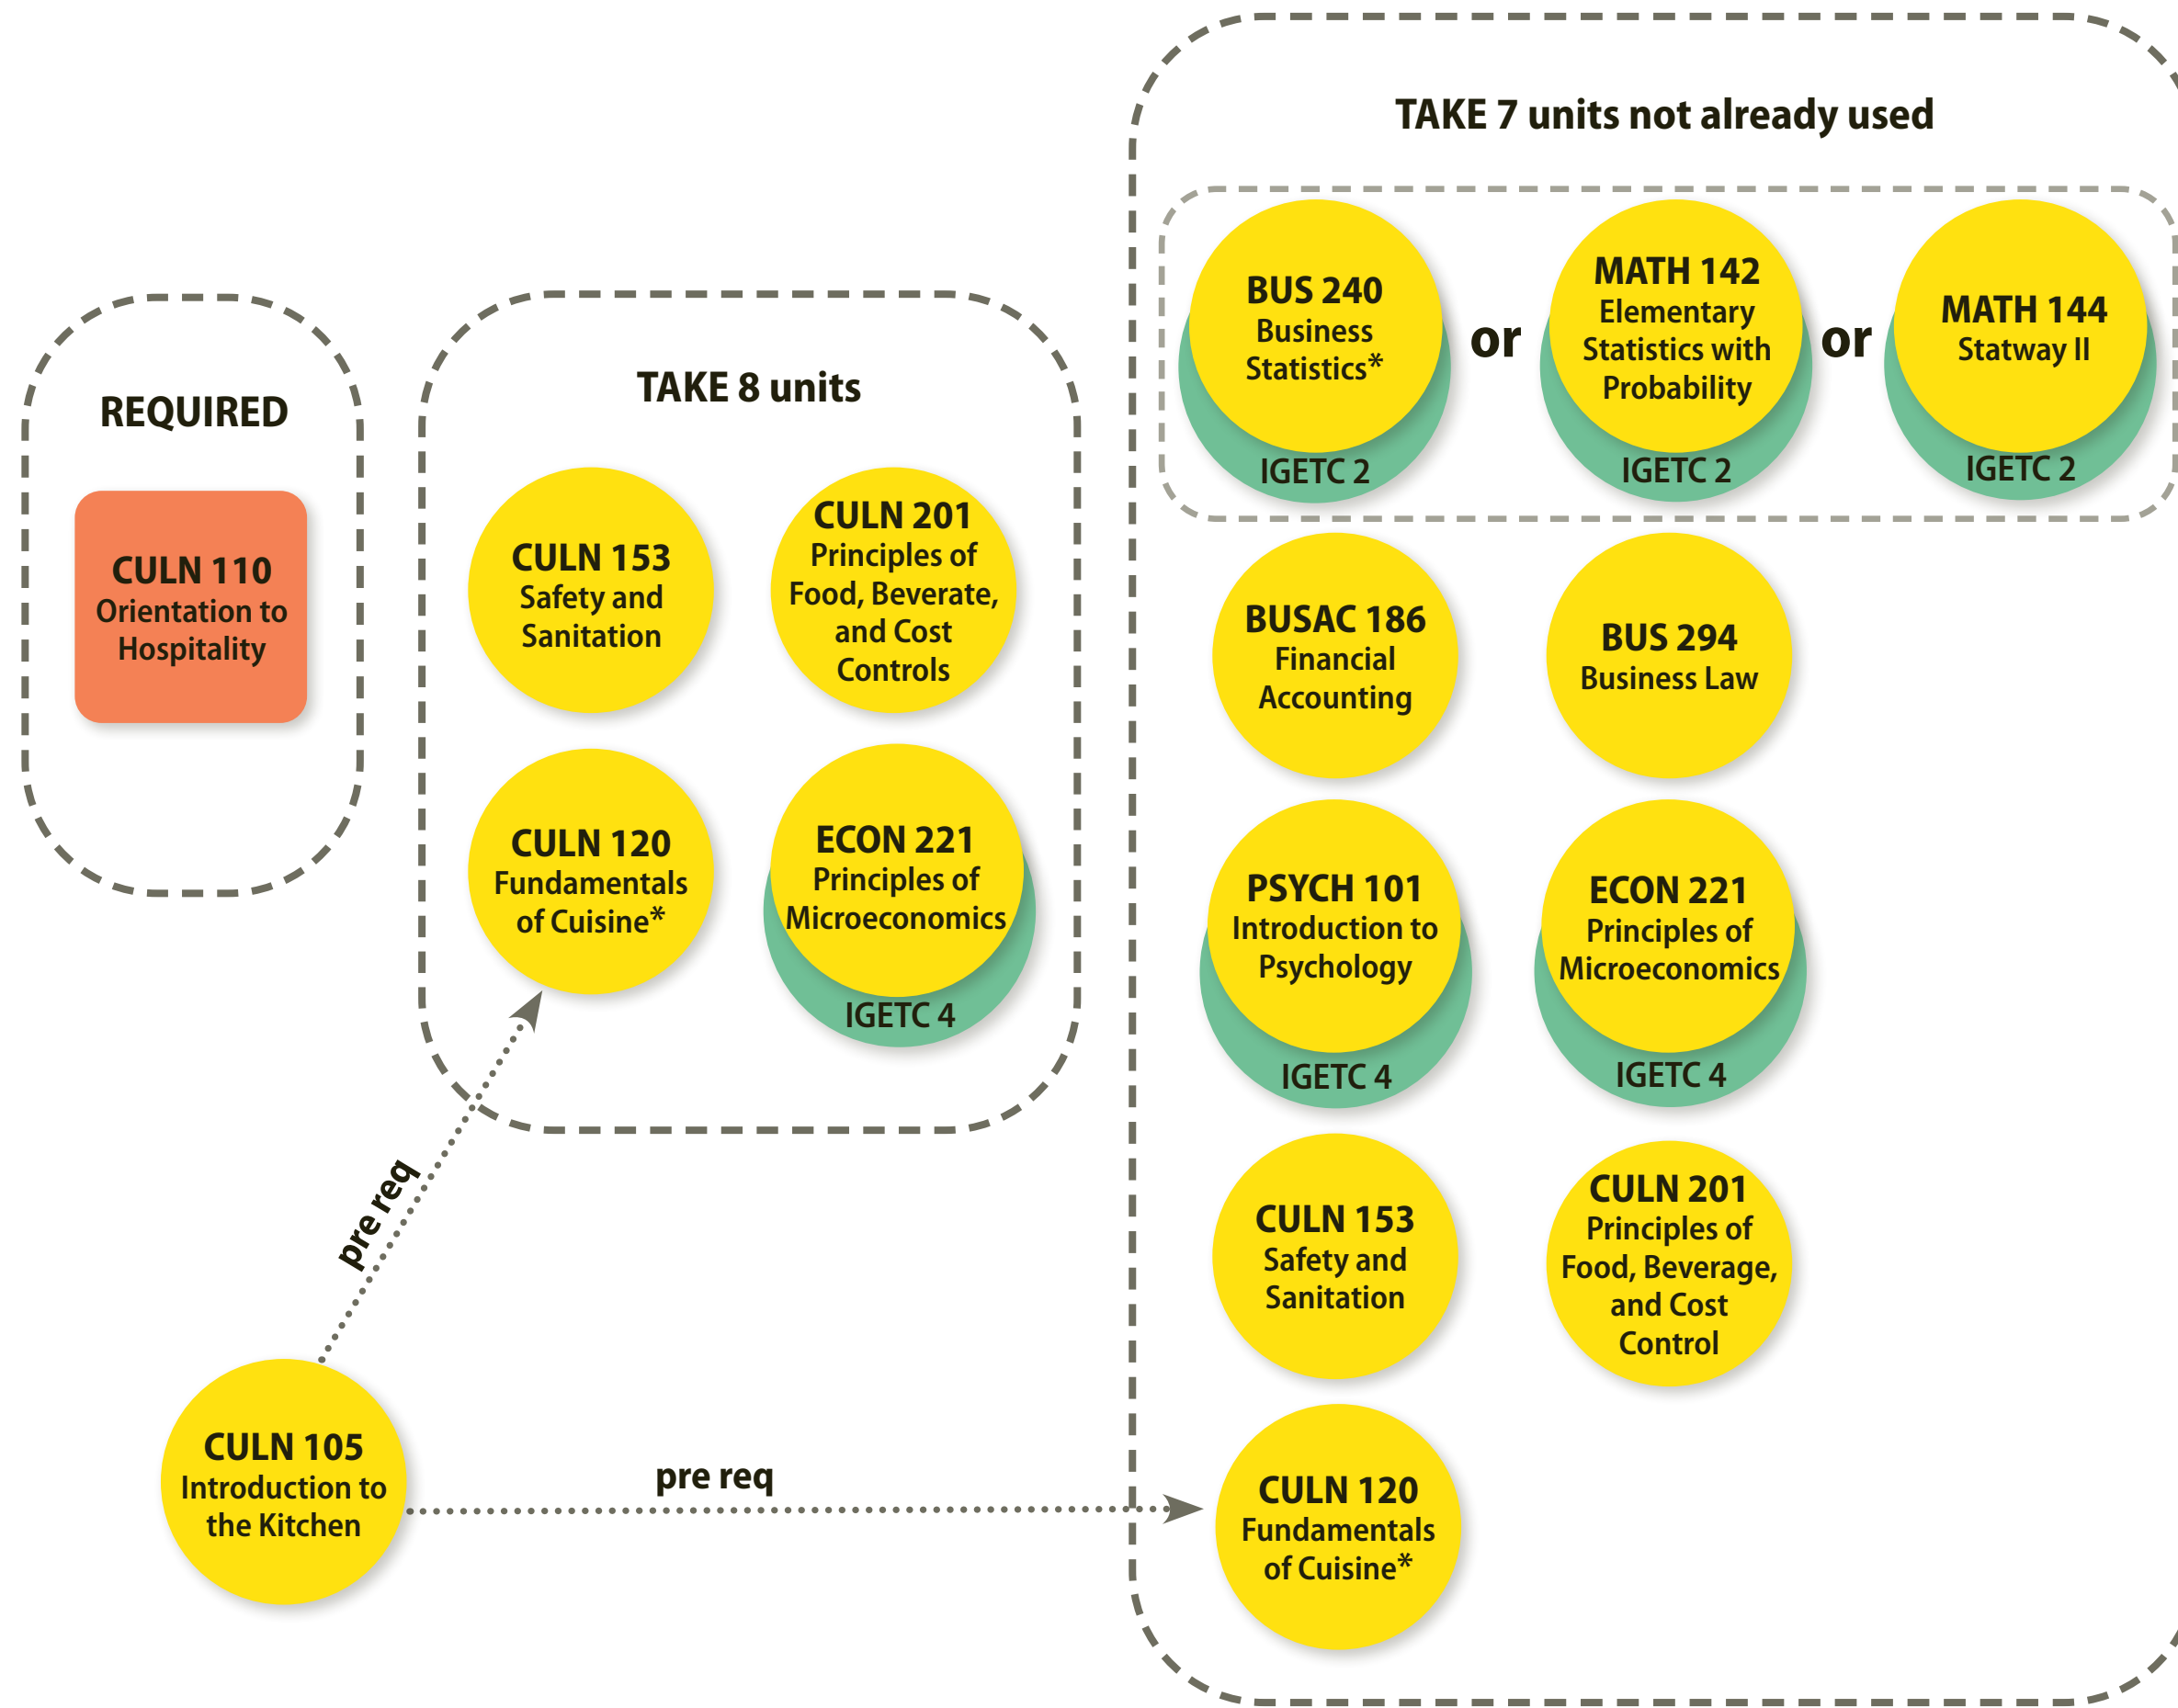 REQUIRED
CULN 110
Orientation to
Hospitality
TAKE 8 units
CULN 153
Safety and
Sanitation
CULN 201
Principles of
Food, Beverate,
and Cost
Controls
CULN 120
Fundamentals
of Cuisine*
ECON 221
Principles of
Microeconomics
IGETC 4
TAKE 7 units not already used
BUS 240
Business
Statistics*
IGETC 2
or
MATH 142
Elementary
Statistics with
Probability
IGETC 2
or
MATH 144
Statway II
IGETC 2
BUSAC 186
Financial
Accounting
BUS 294
Business Law
PSYCH 101
Introduction to
Psychology
IGETC 4
ECON 221
Principles of
Microeconomics
IGETC 4
CULN 153
Safety and
Sanitation
CULN 201
Principles of
Food, Beverage,
and Cost
Control
CULN 120
Fundamentals
of Cuisine*
pre req
CULN 105
Introduction to
the Kitchen
pre req